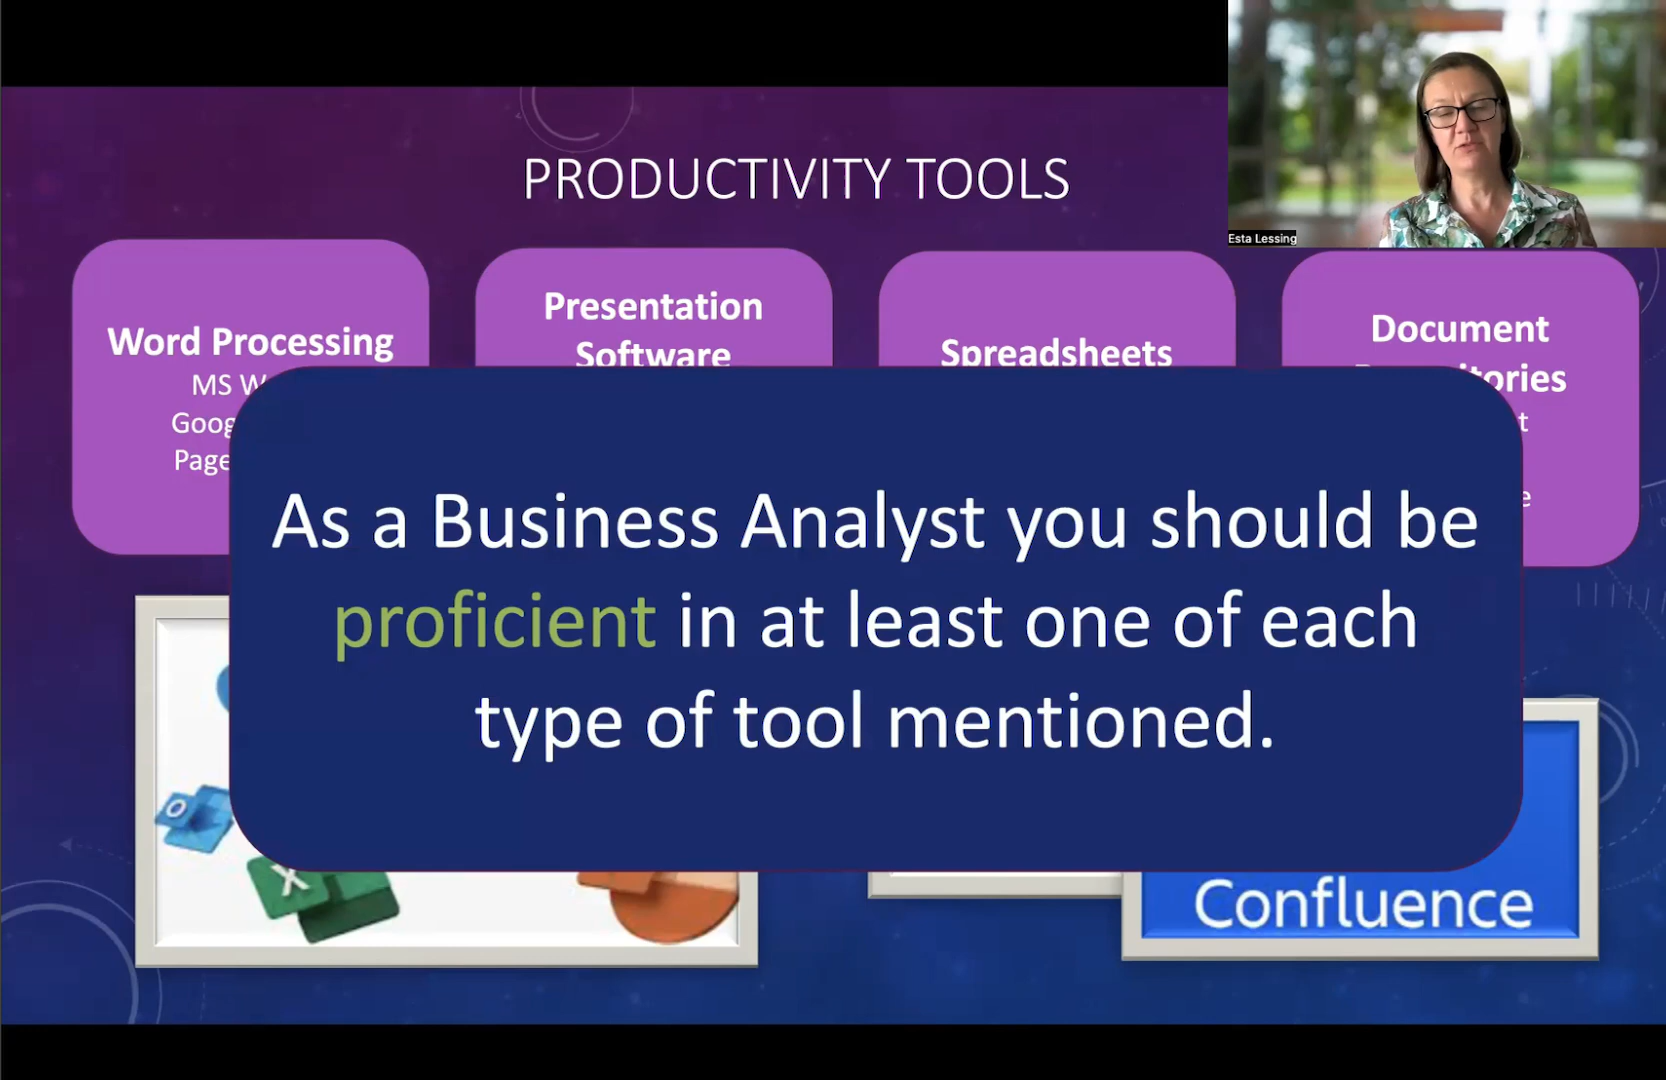 PRODUCTIVITY TOOLS
Esta Lessing
Word Processing
MS
Presentation
Software
Spreadsheets
Document
As a Business Analyst you should be
proficient in at least one of each
type of tool mentioned.
X
Confluence